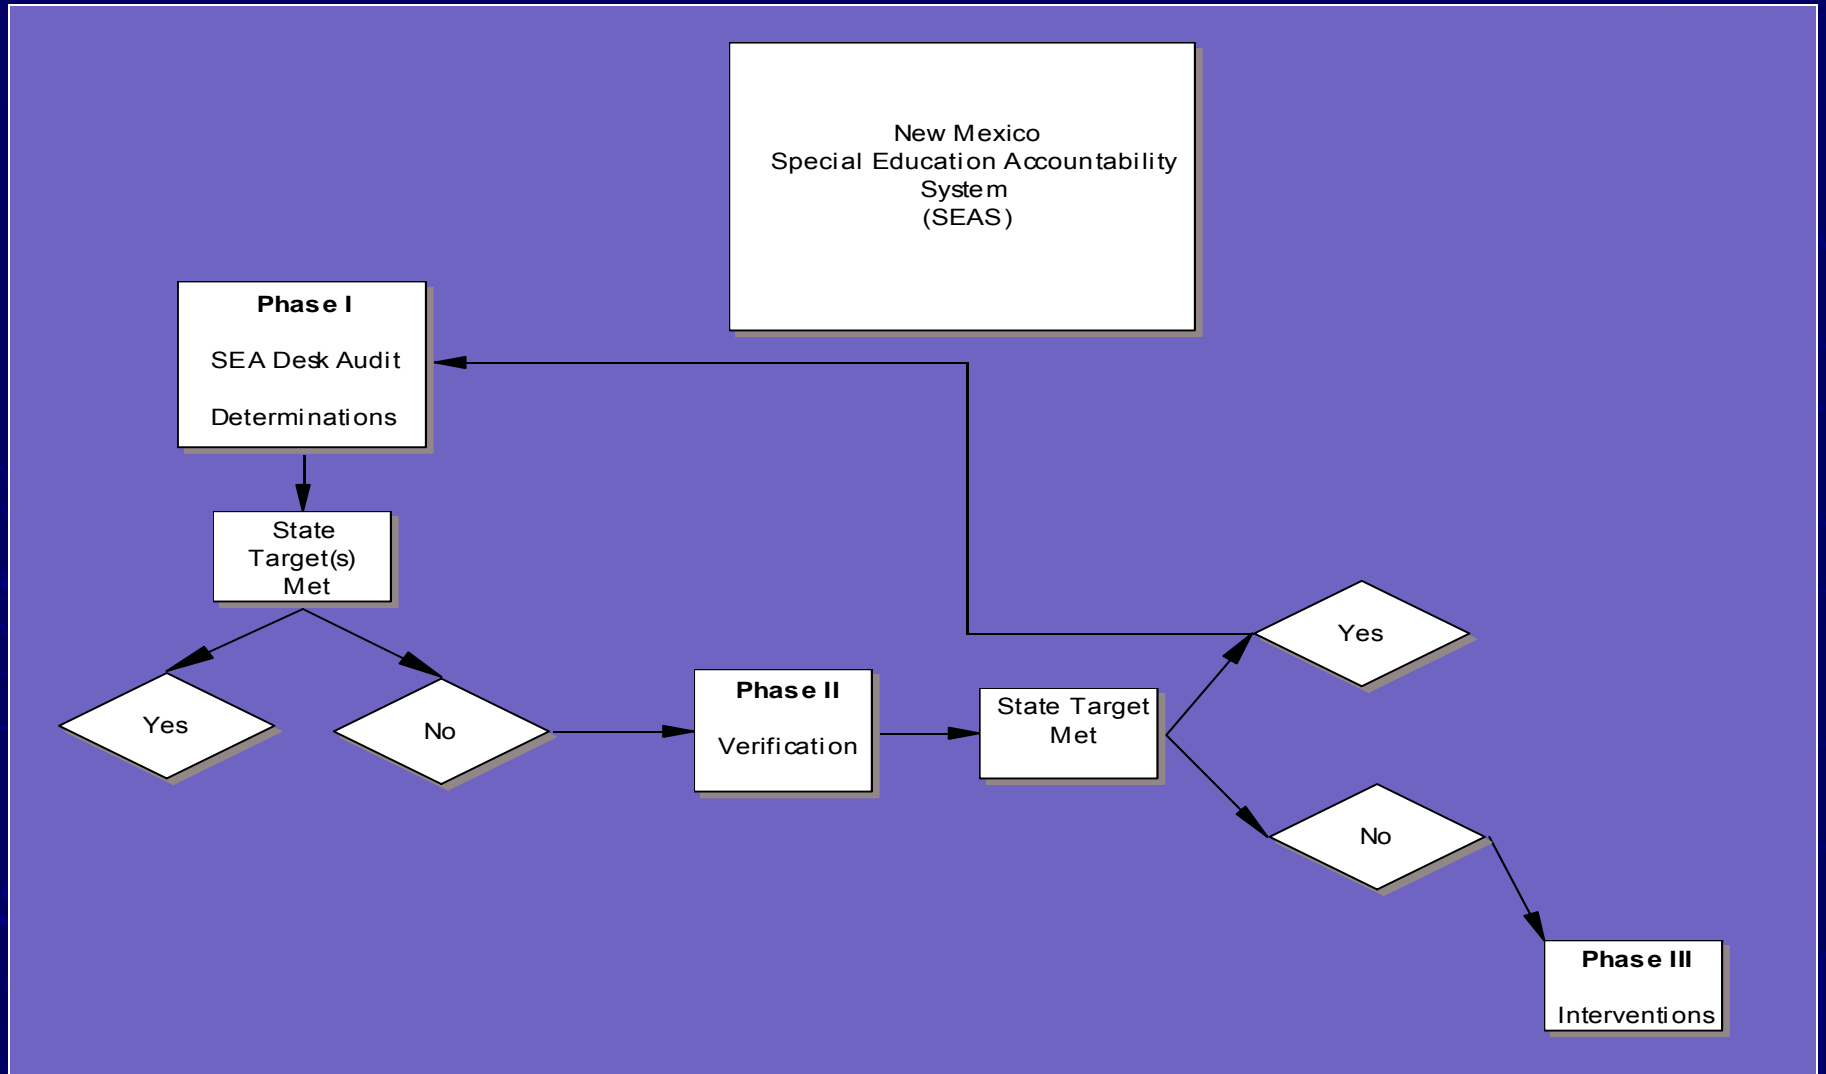 New Mexico
Special Education Accountability
System
(SEAS)
Phase I
SEA Desk Audit
Determinations
State
Target(s)
Met
Yes
No
Phase II
Verification
State Target
Met
Yes
No
Phase III
Interventions